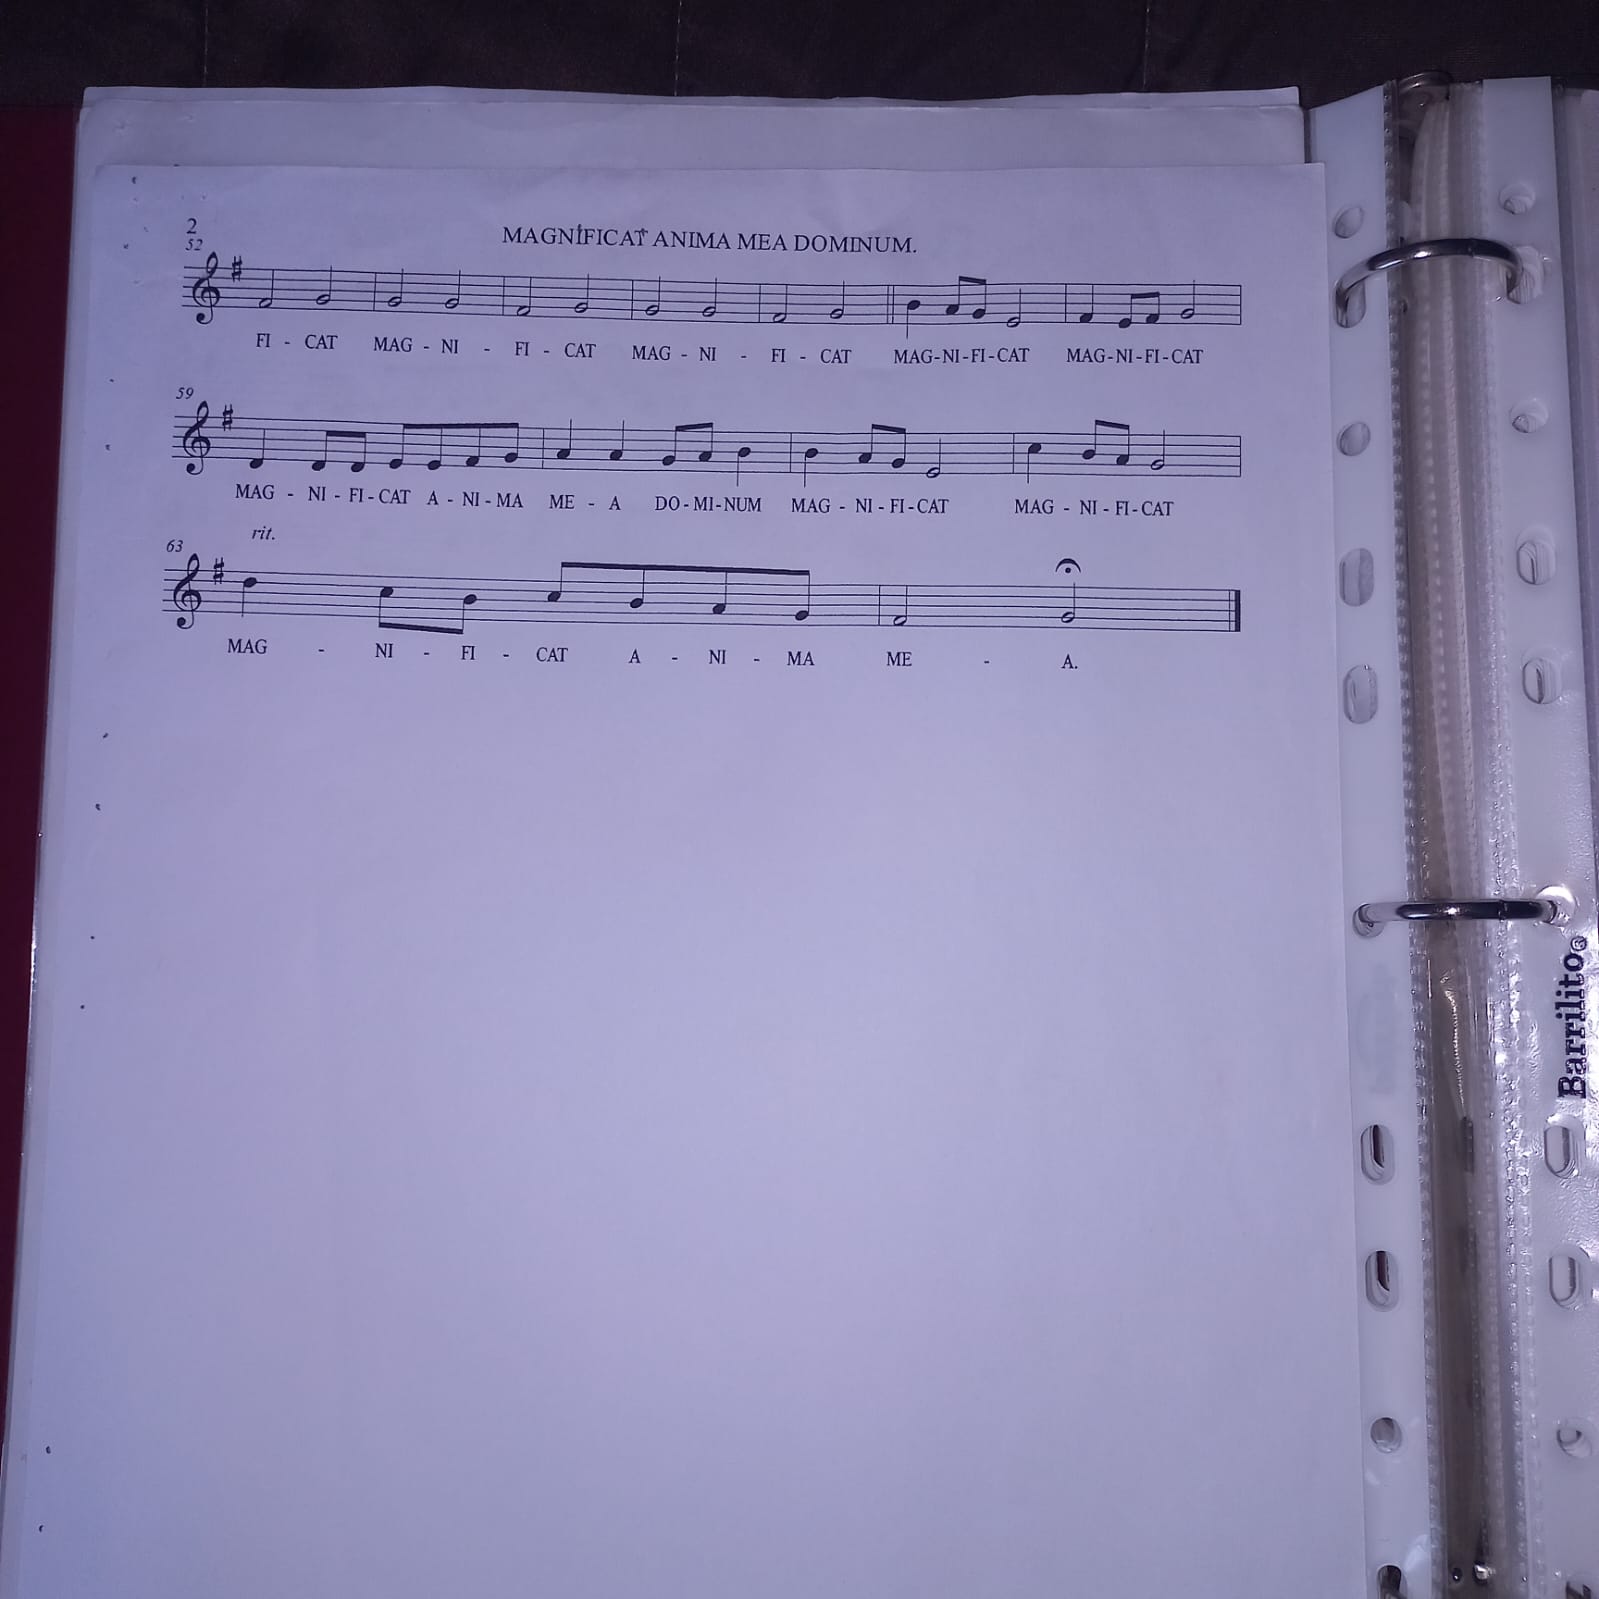 2
MAGNIFICAT ANIMA MEA DOMINUM.
52
FI - CAT MAG - NI - FI - CAT MAG - NI - FI - CAT MAG-NI-FI-CAT MAG-NI-FI-CAT
59
MAG - NI - FI-CAT A - NI-MA ME - A DO-MI-NUM MAG - NI-FI-CAT MAG - NI-FI-CAT
63
rit.
MAG - NI - FI - CAT A - NI - MA ME - A.
Barrilito®